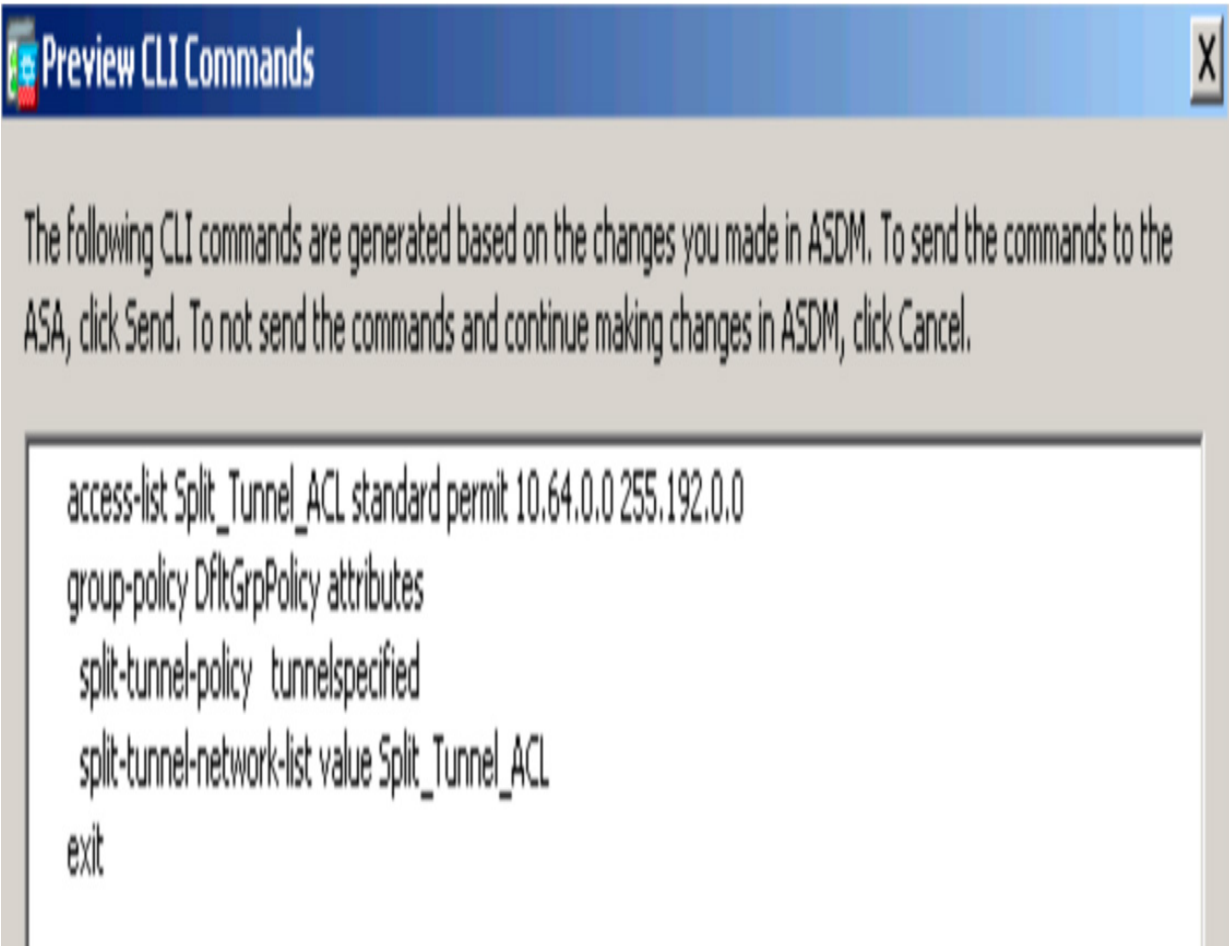 Preview CLI Commands
X
The following CLI commands are generated based on the changes you made in ASDM. To send the commands to the
ASA, click Send. To not send the commands and continue making changes in ASDM, click Cancel.
access-list Split_Tunnel_ACL standard permit 10.64.0.0 255.192.0.0
group-policy DfltGrpPolicy attributes
split-tunnel-policy tunnelspecified
split-tunnel-network-list value Split_Tunnel_ACL
exit